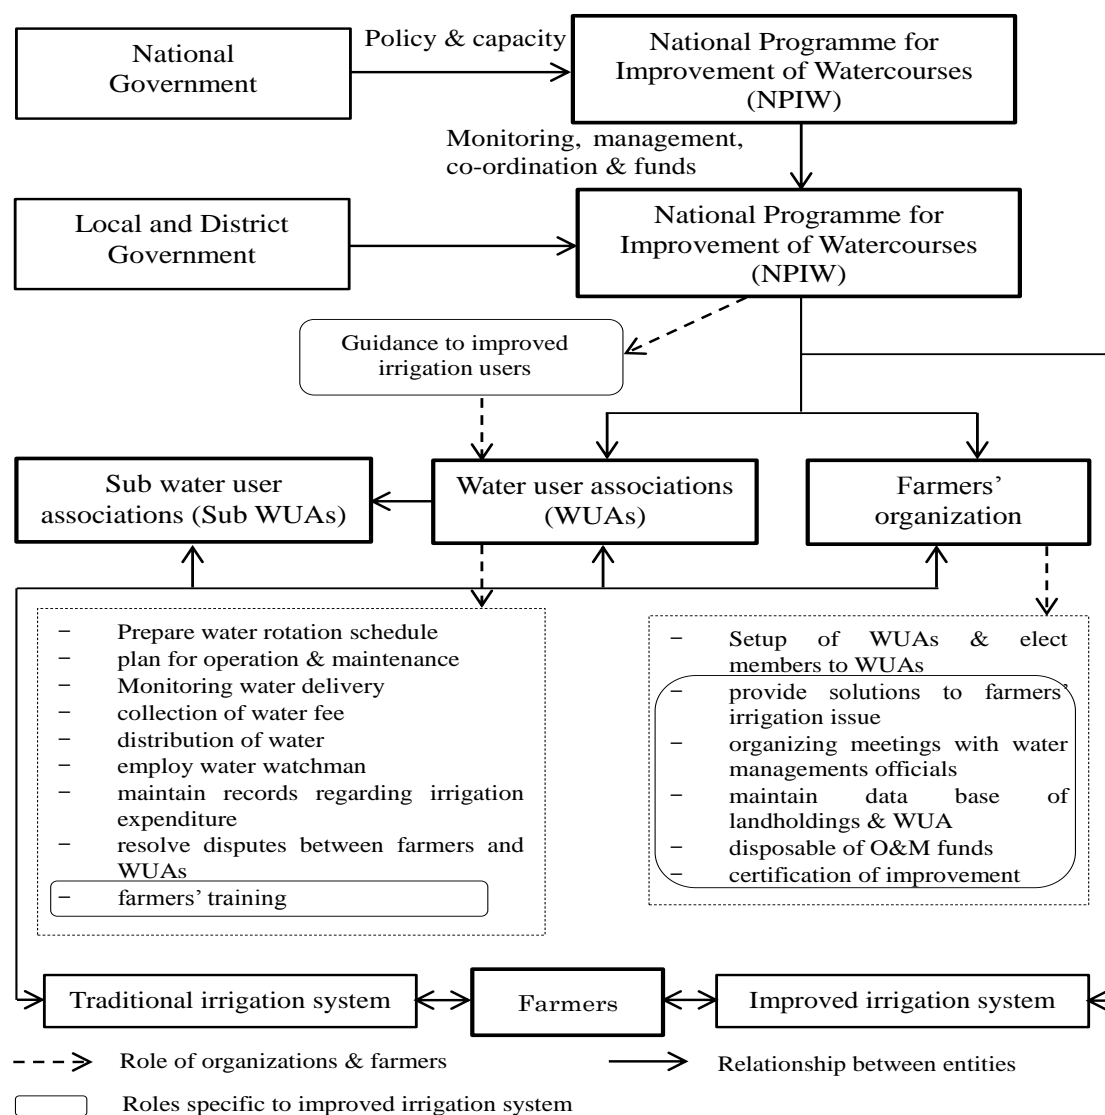 National
Government
Policy & capacity
National Programme for
Improvement of Watercourses
(NPIW)
Monitoring, management,
co-ordination & funds
Local and District
Government
National Programme for
Improvement of Watercourses
(NPIW)
Guidance to improved
irrigation users
Sub water user
associations (Sub WUAs)
Water user associations
(WUAs)
Farmers’
organization
– Prepare water rotation schedule
– plan for operation & maintenance
– Monitoring water delivery
– collection of water fee
– distribution of water
– employ water watchman
– maintain records regarding irrigation
expenditure
– resolve disputes between farmers and
WUAs
– farmers’ training
– Setup of WUAs & elect
members to WUAs
– provide solutions to farmers’
irrigation issue
– organizing meetings with water
managements officials
– maintain data base of
landholdings & WUA
– disposable of O&M funds
– certification of improvement
Traditional irrigation system
Farmers
Improved irrigation system
Role of organizations & farmers
Relationship between entities
Roles specific to improved irrigation system